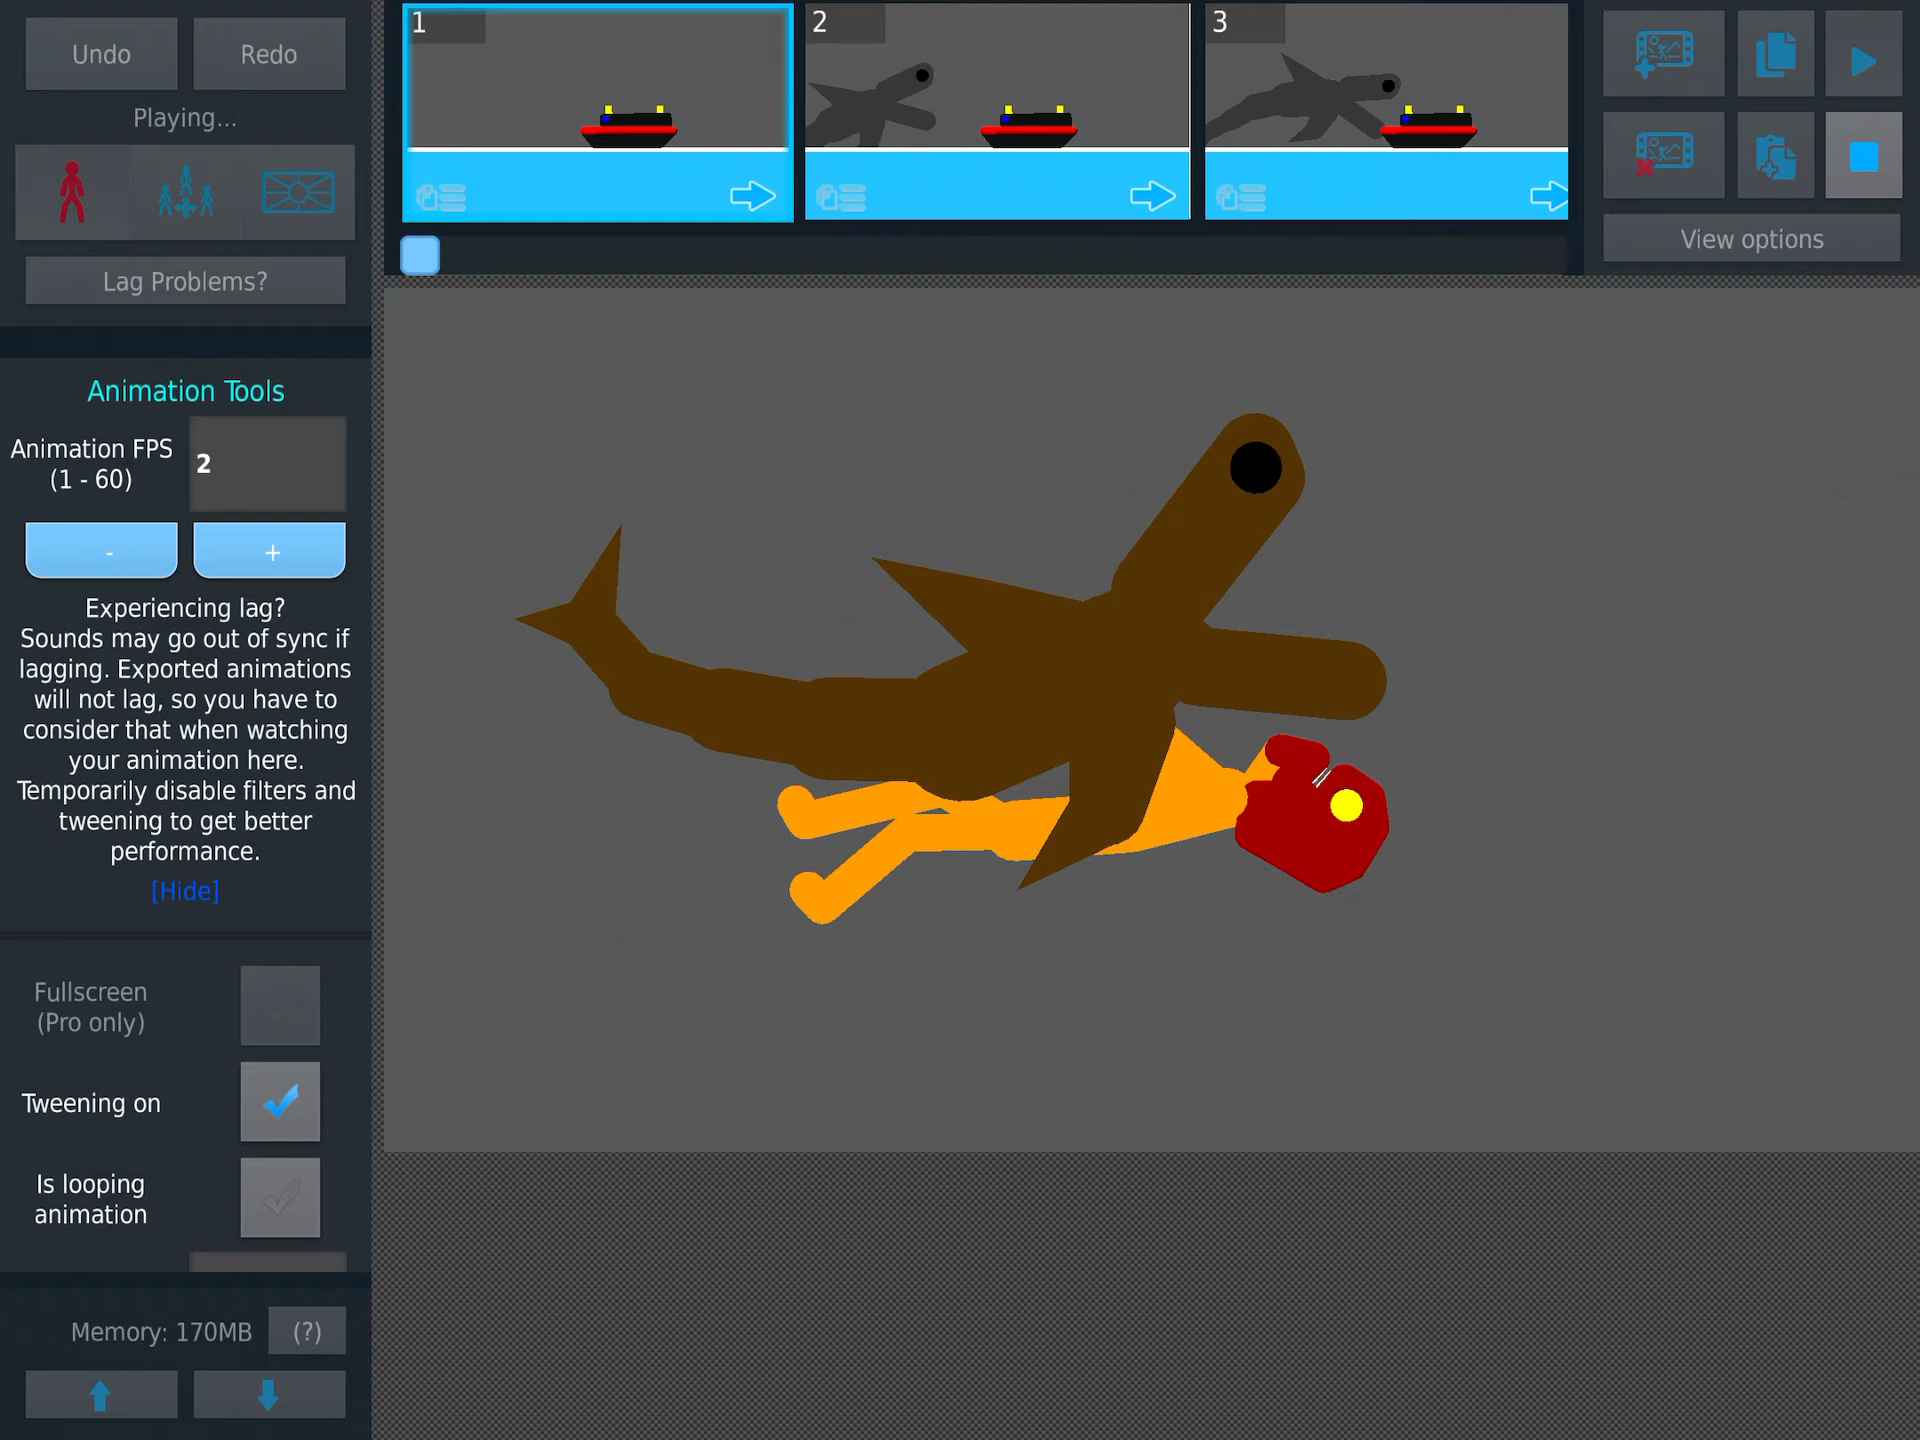 Undo
Redo
Playing...
Lag Problems?
1
2
3
View options
Animation Tools
Animation FPS
(1 - 60)
2
-
+
Experiencing lag?
Sounds may go out of sync if
lagging. Exported animations
will not lag, so you have to
consider that when watching
your animation here.
Temporarily disable filters and
tweening to get better
performance.
[Hide]
Fullscreen
(Pro only)
Tweening on
Is looping
animation
Memory: 170MB
(?)